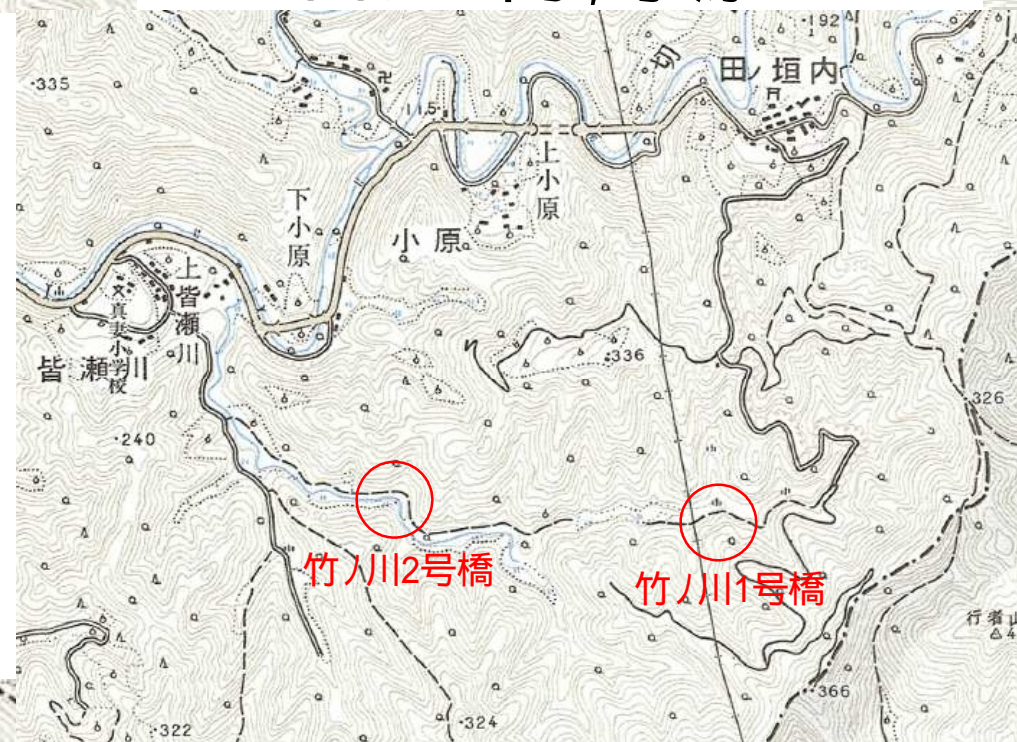 192
335
切
田ノ垣内
115
上小原
下小原
小原
上皆瀬川
真妻小学校
皆瀬川
336
326
240
竹ノ川2号橋
竹ノ川1号橋
行者山
366
322
324